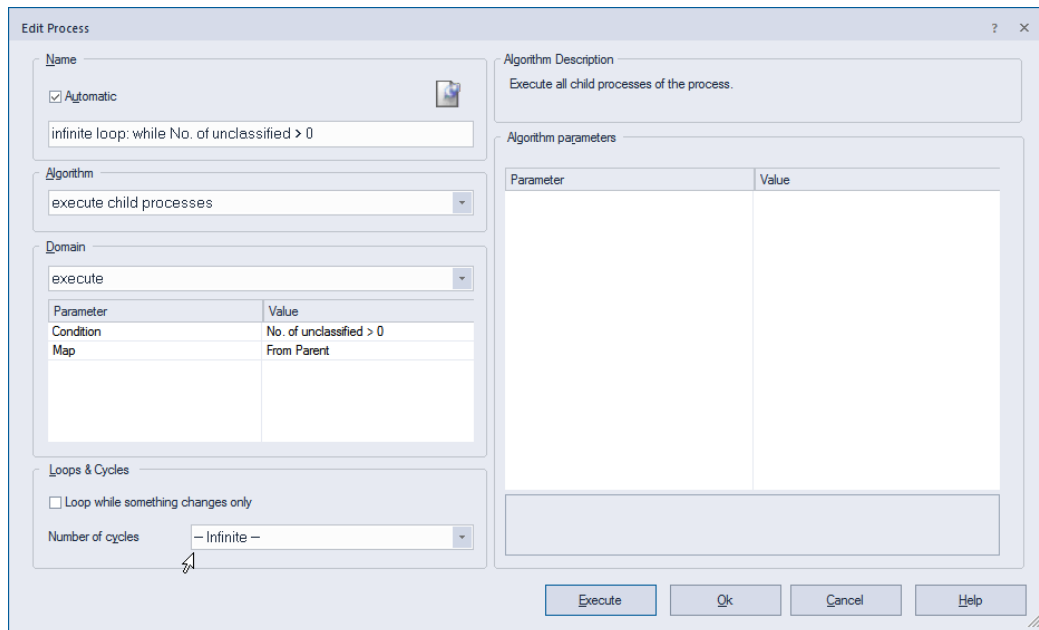 Edit Process
? ×
Name
Automatic
infinite loop: while No. of unclassified > 0
Algorithm
execute child processes
Domain
execute
Parameter Value
Condition No. of unclassified > 0
Map From Parent
Loops & Cycles
Loop while something changes only
Number of cycles — Infinite —
Algorithm Description
Execute all child processes of the process.
Algorithm parameters
Parameter Value
Execute Ok Cancel Help